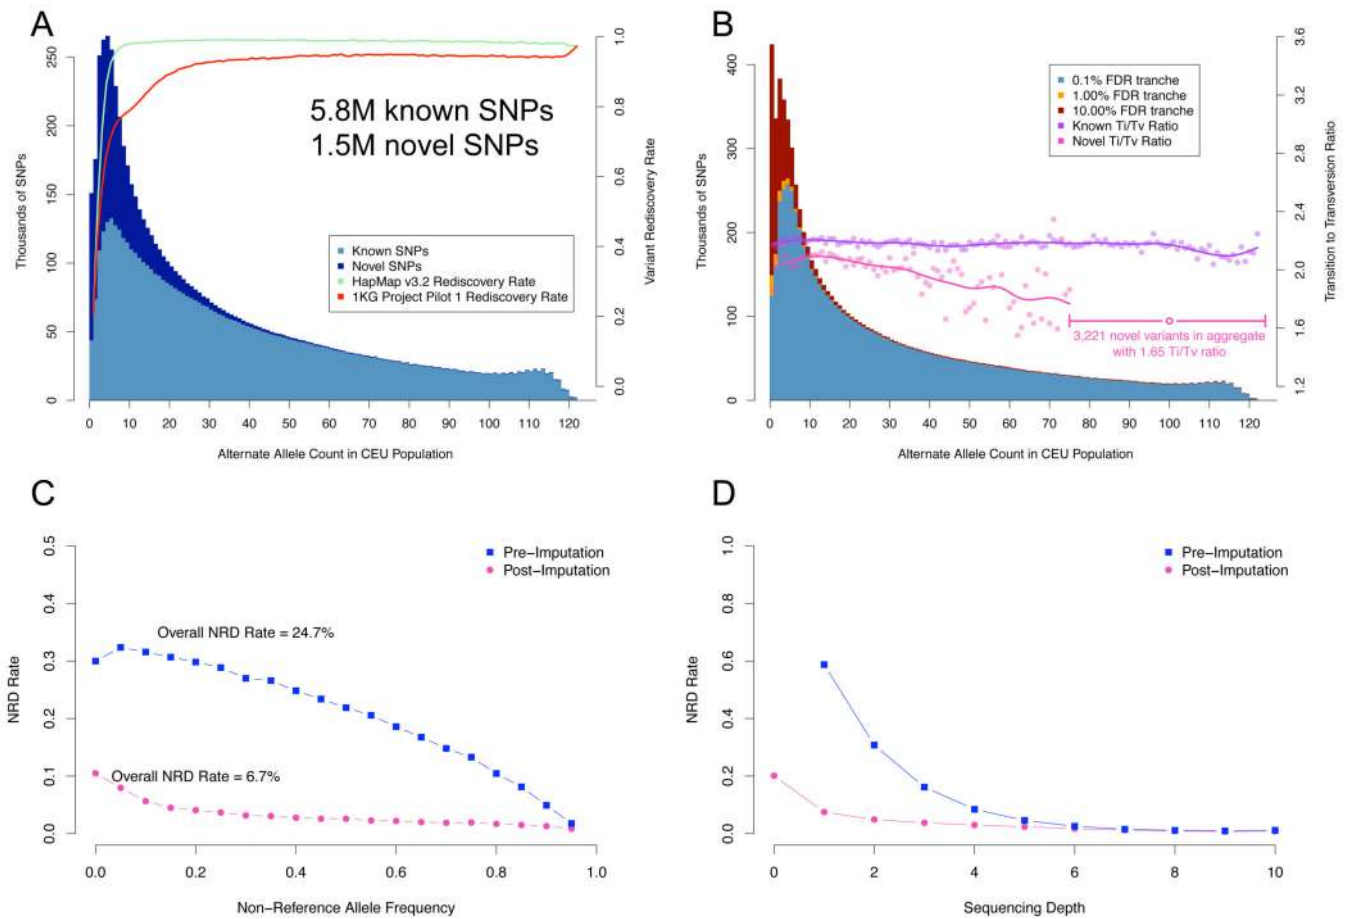 A
5.8M known SNPs
1.5M novel SNPs
Known SNPs
Novel SNPs
HapMap v3.2 Rediscovery Rate
1KG Project Pilot 1 Rediscovery Rate
Thousands of SNPs
0 50 100 150 200 250
Variant Rediscovery Rate
0.0 0.2 0.4 0.6 0.8 1.0
0 10 20 30 40 50 60 70 80 90 100 110 120
Alternate Allele Count in CEU Population
B
0.1% FDR tranche
1.00% FDR tranche
10.00% FDR tranche
Known Ti/Tv Ratio
Novel Ti/Tv Ratio
3,221 novel variants in aggregate
with 1.65 Ti/Tv ratio
Thousands of SNPs
0 100 200 300 400
Transition to Transversion Ratio
1.2 1.6 2.0 2.4 2.8 3.2 3.6
0 10 20 30 40 50 60 70 80 90 100 110 120
Alternate Allele Count in CEU Population
C
Pre−Imputation
Post−Imputation
Overall NRD Rate = 24.7%
Overall NRD Rate = 6.7%
NRD Rate
0.0 0.1 0.2 0.3 0.4 0.5
0.0 0.2 0.4 0.6 0.8 1.0
Non−Reference Allele Frequency
D
Pre−Imputation
Post−Imputation
NRD Rate
0.0 0.2 0.4 0.6 0.8 1.0
0 2 4 6 8 10
Sequencing Depth